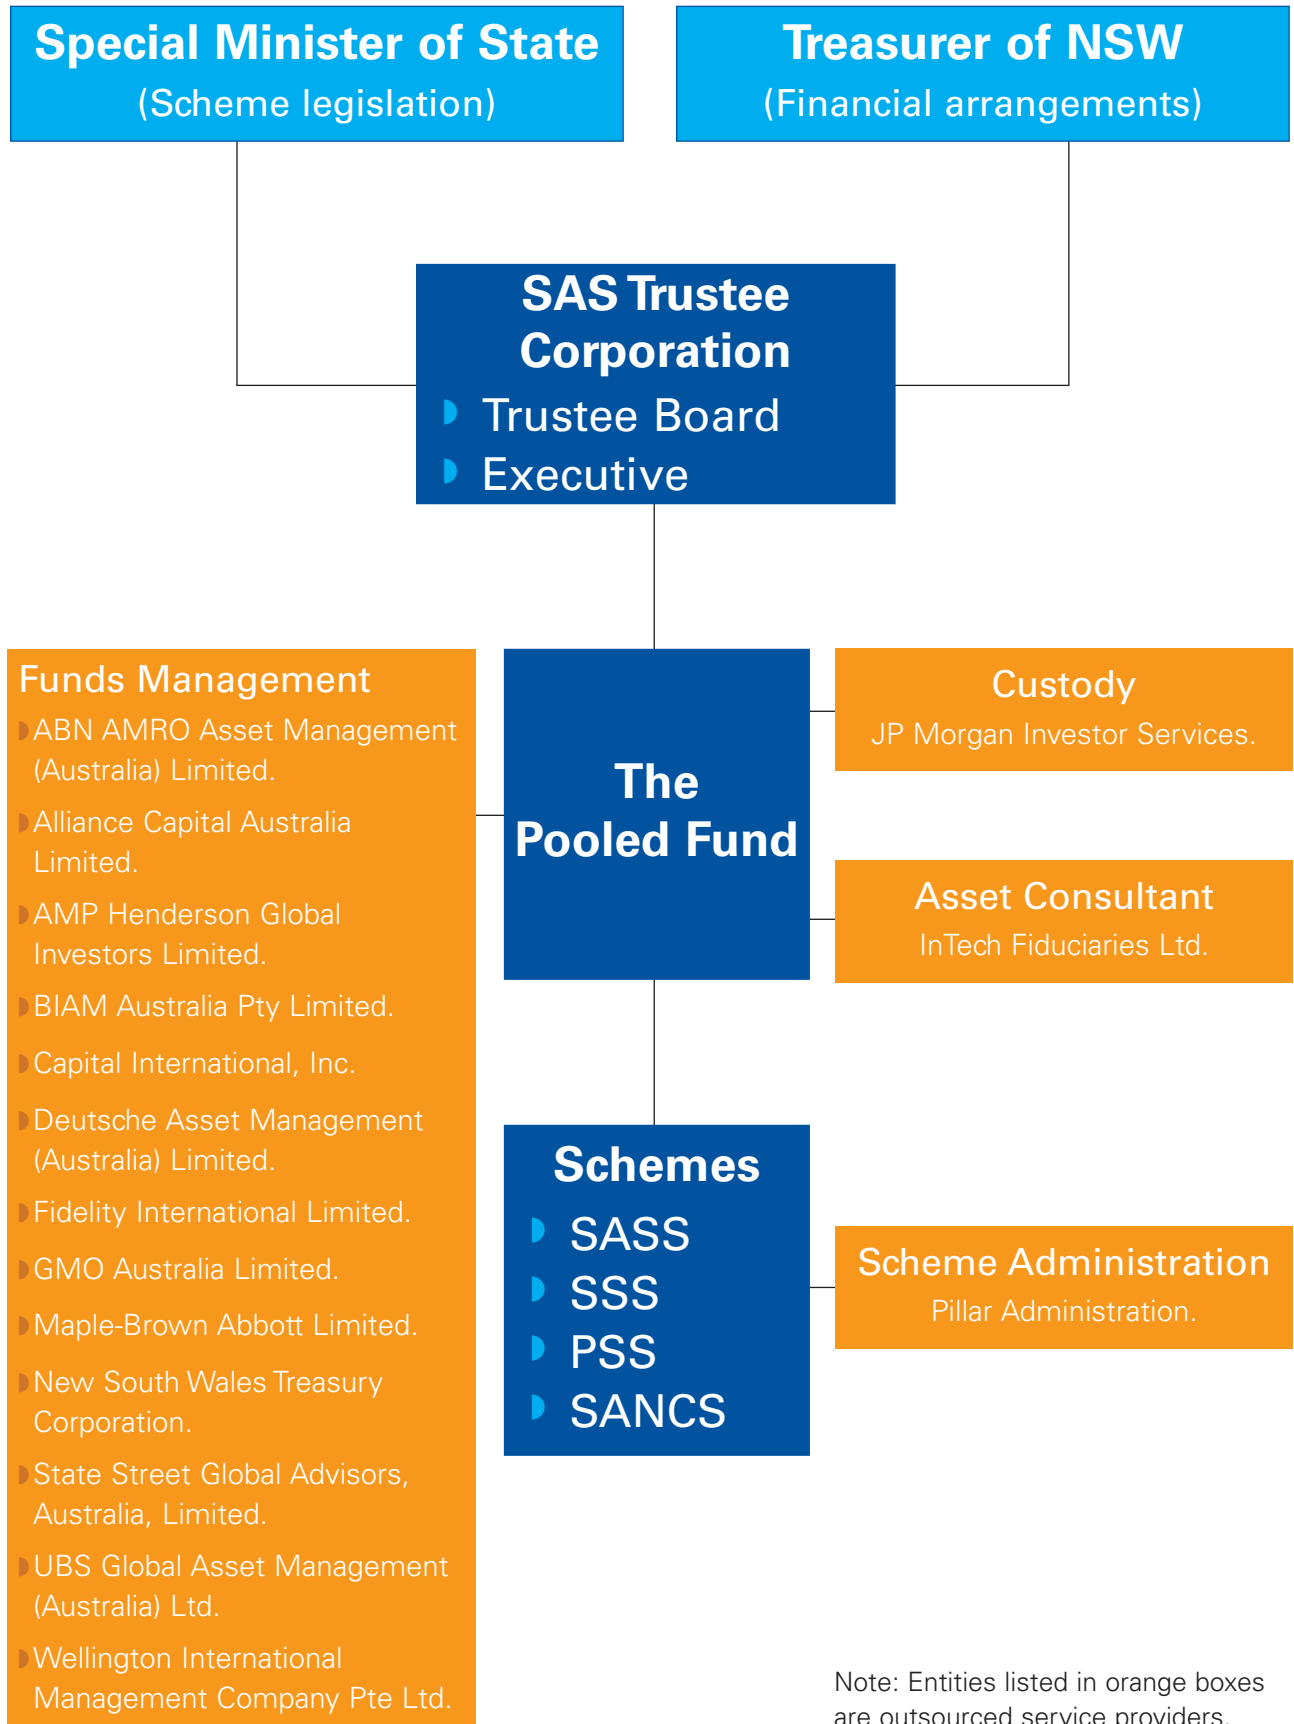 Special Minister of State
(Scheme legislation)
Treasurer of NSW
(Financial arrangements)
SAS Trustee
Corporation
Trustee Board
Executive
Funds Management
ABN AMRO Asset Management
(Australia) Limited.
Alliance Capital Australia
Limited.
AMP Henderson Global
Investors Limited.
BIAM Australia Pty Limited.
Capital International, Inc.
Deutsche Asset Management
(Australia) Limited.
Fidelity International Limited.
GMO Australia Limited.
Maple-Brown Abbott Limited.
New South Wales Treasury
Corporation.
State Street Global Advisors,
Australia, Limited.
UBS Global Asset Management
(Australia) Ltd.
Wellington International
Management Company Pte Ltd.
The
Pooled Fund
Custody
JP Morgan Investor Services.
Asset Consultant
InTech Fiduciaries Ltd.
Schemes
SASS
SSS
PSS
SANCS
Scheme Administration
Pillar Administration.
Note: Entities listed in orange boxes
are outsourced service providers.